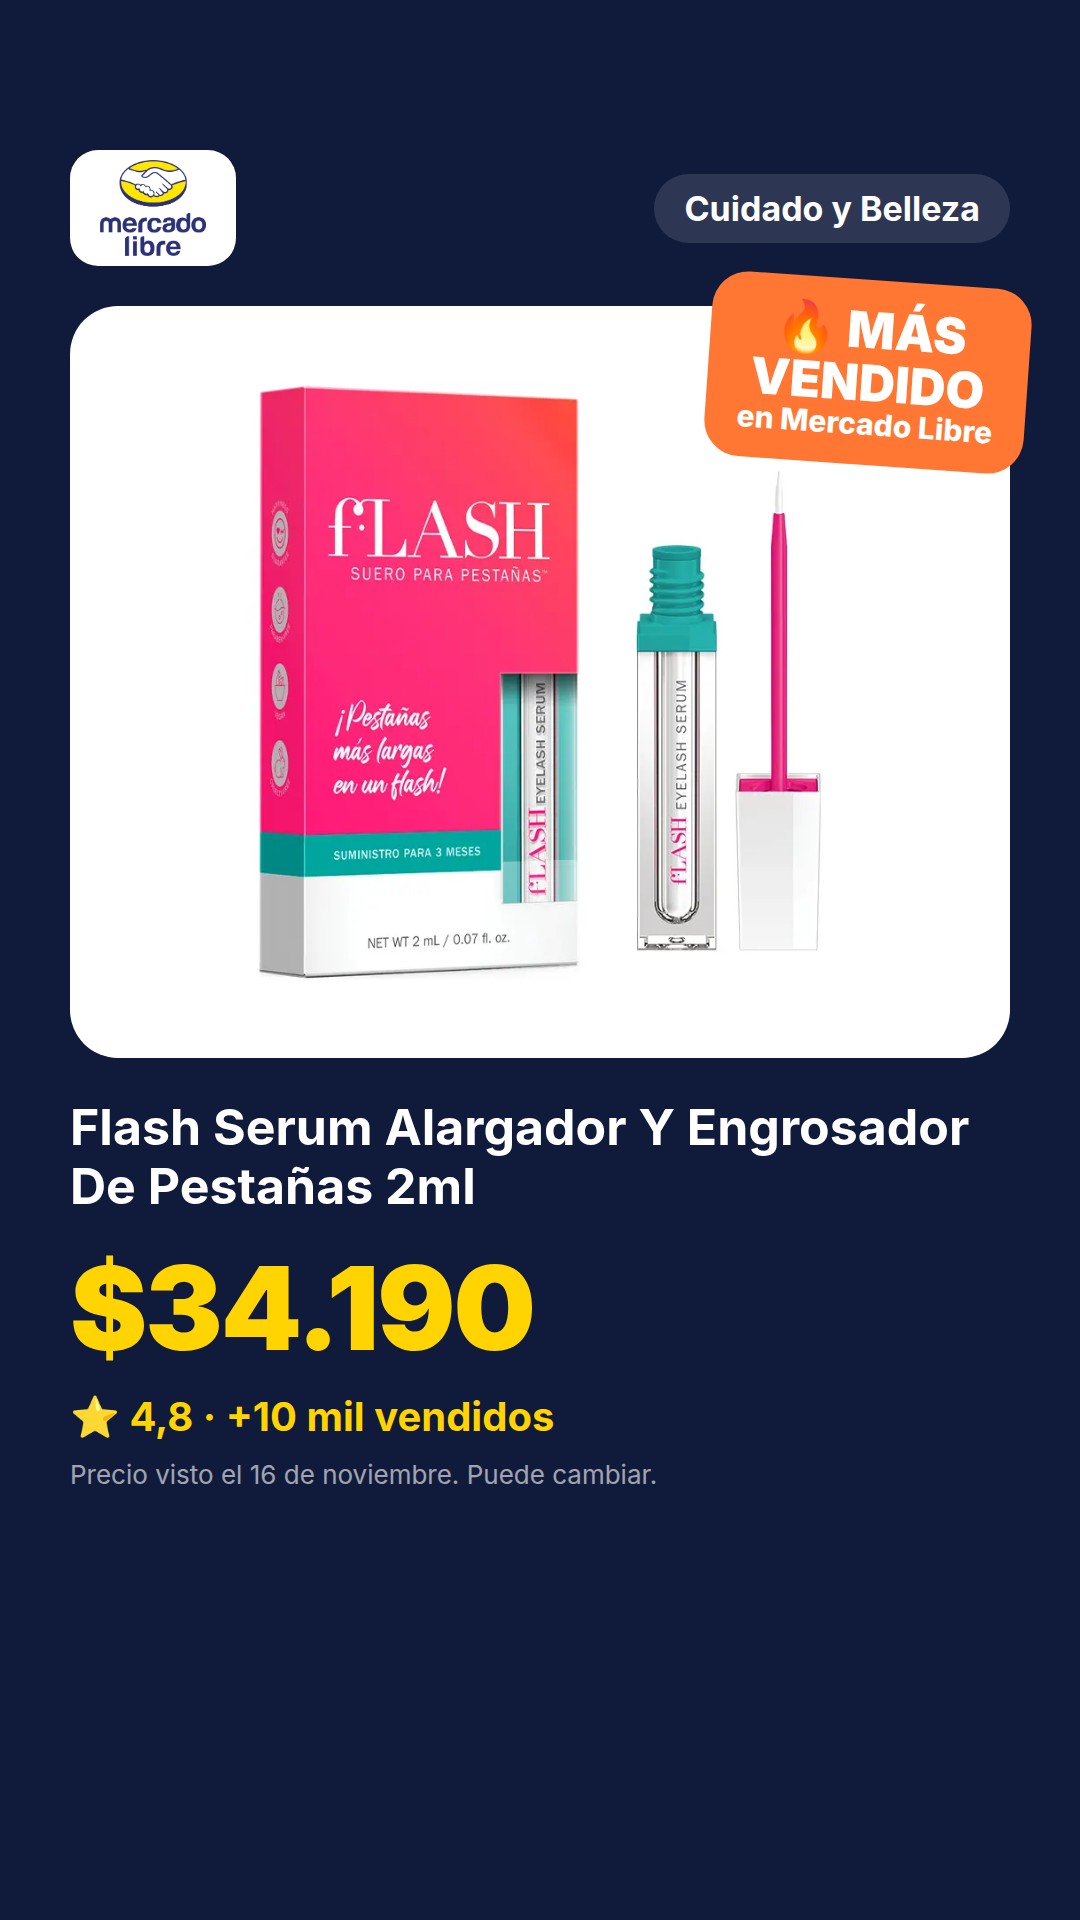 mercado
libre
Cuidado y Belleza
🔥 MÁS
VENDIDO
en Mercado Libre
fLASH
SUERO PARA PESTAÑAS
¡Pestañas
más largas
en un flash!
SUMINISTRO PARA 3 MESES
NET WT 2 mL / 0.07 fl. oz.
fLASH EYELASH SERUM
fLASH EYELASH SERUM
Flash Serum Alargador Y Engrosador
De Pestañas 2ml
$34.190
⭐ 4,8 · +10 mil vendidos
Precio visto el 16 de noviembre. Puede cambiar.